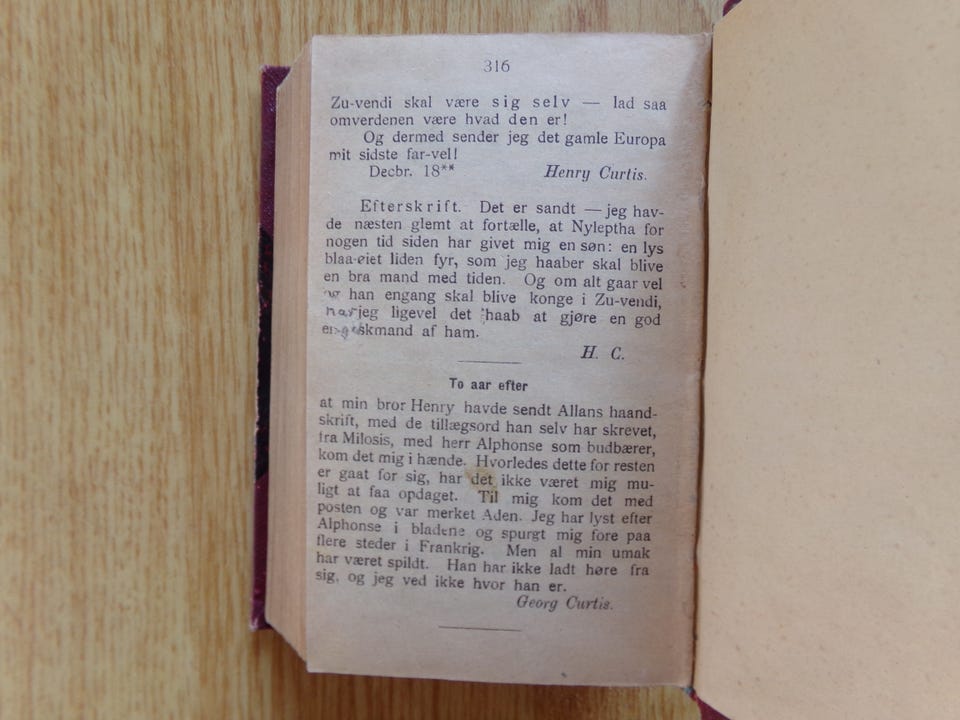 316
Zu-vendi skal være sig selv — lad saa
omverdenen være hvad den er!
Og dermed sender jeg det gamle Europa
mit sidste far-vel!
Decbr. 18** Henry Curtis.
Efterskrift. Det er sandt — jeg hav-
de næsten glemt at fortælle, at Nyleptha for
nogen tid siden har givet mig en søn: en lys
blaa-øiet liden fyr, som jeg haaber skal blive
en bra mand med tiden. Og om alt gaar vel
og han engang skal blive konge i Zu-vendi,
har jeg ligevel det haab at gjøre en god
engelskmand af ham.
H. C.
To aar efter
at min bror Henry havde sendt Allans haand-
skrift, med de tillægsord han selv har skrevet,
fra Milosis, med herr Alphonse som budbærer,
kom det mig i hænde. Hvorledes dette for resten
er gaat for sig, har det ikke været mig mu-
ligt at faa opdaget. Til mig kom det med
posten og var merket Aden. Jeg har lyst efter
Alphonse i bladene og spurgt mig fore paa
flere steder i Frankrig. Men al min umak
har været spildt. Han har ikke ladt høre fra
sig, og jeg ved ikke hvor han er.
Georg Curtis.